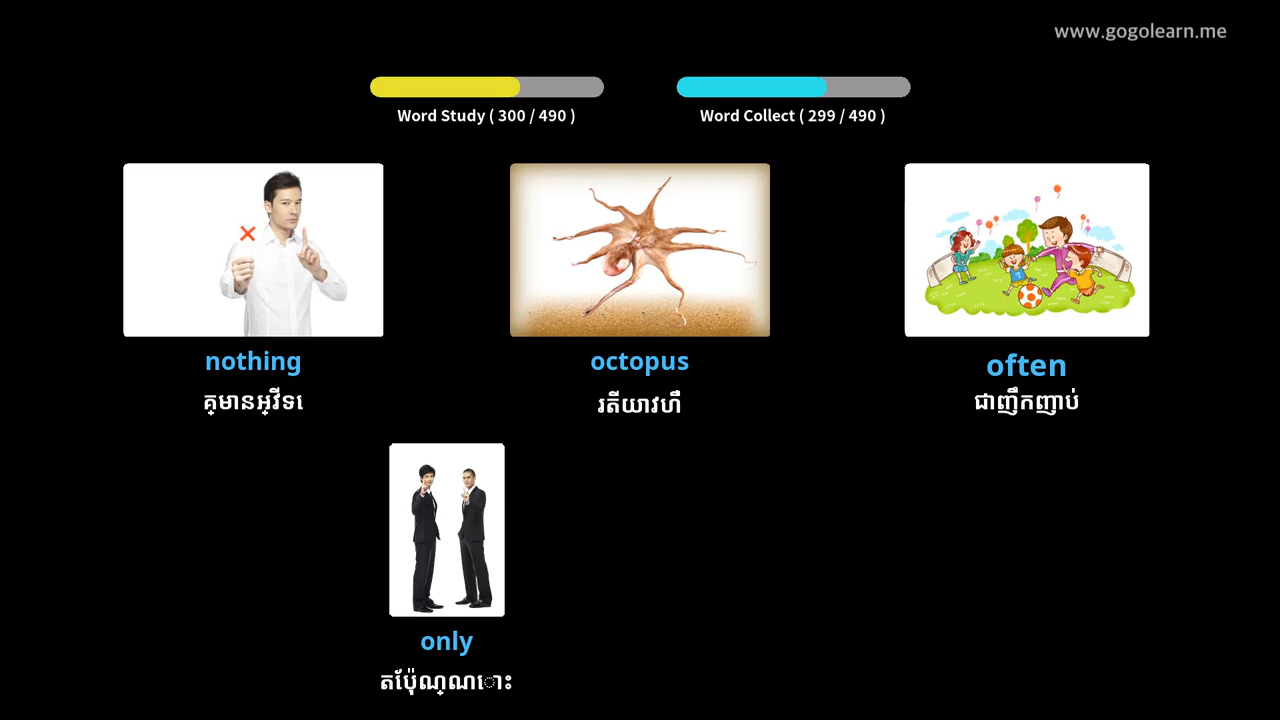 www.gogolearn.me
Word Study ( 300 / 490 )
Word Collect ( 299 / 490 )
nothing
octopus
often
គ្មានអ្វីទេ
រតីយាវហឺ
ជាញឹកញាប់
only
តែប៉ុណ្ណោះ